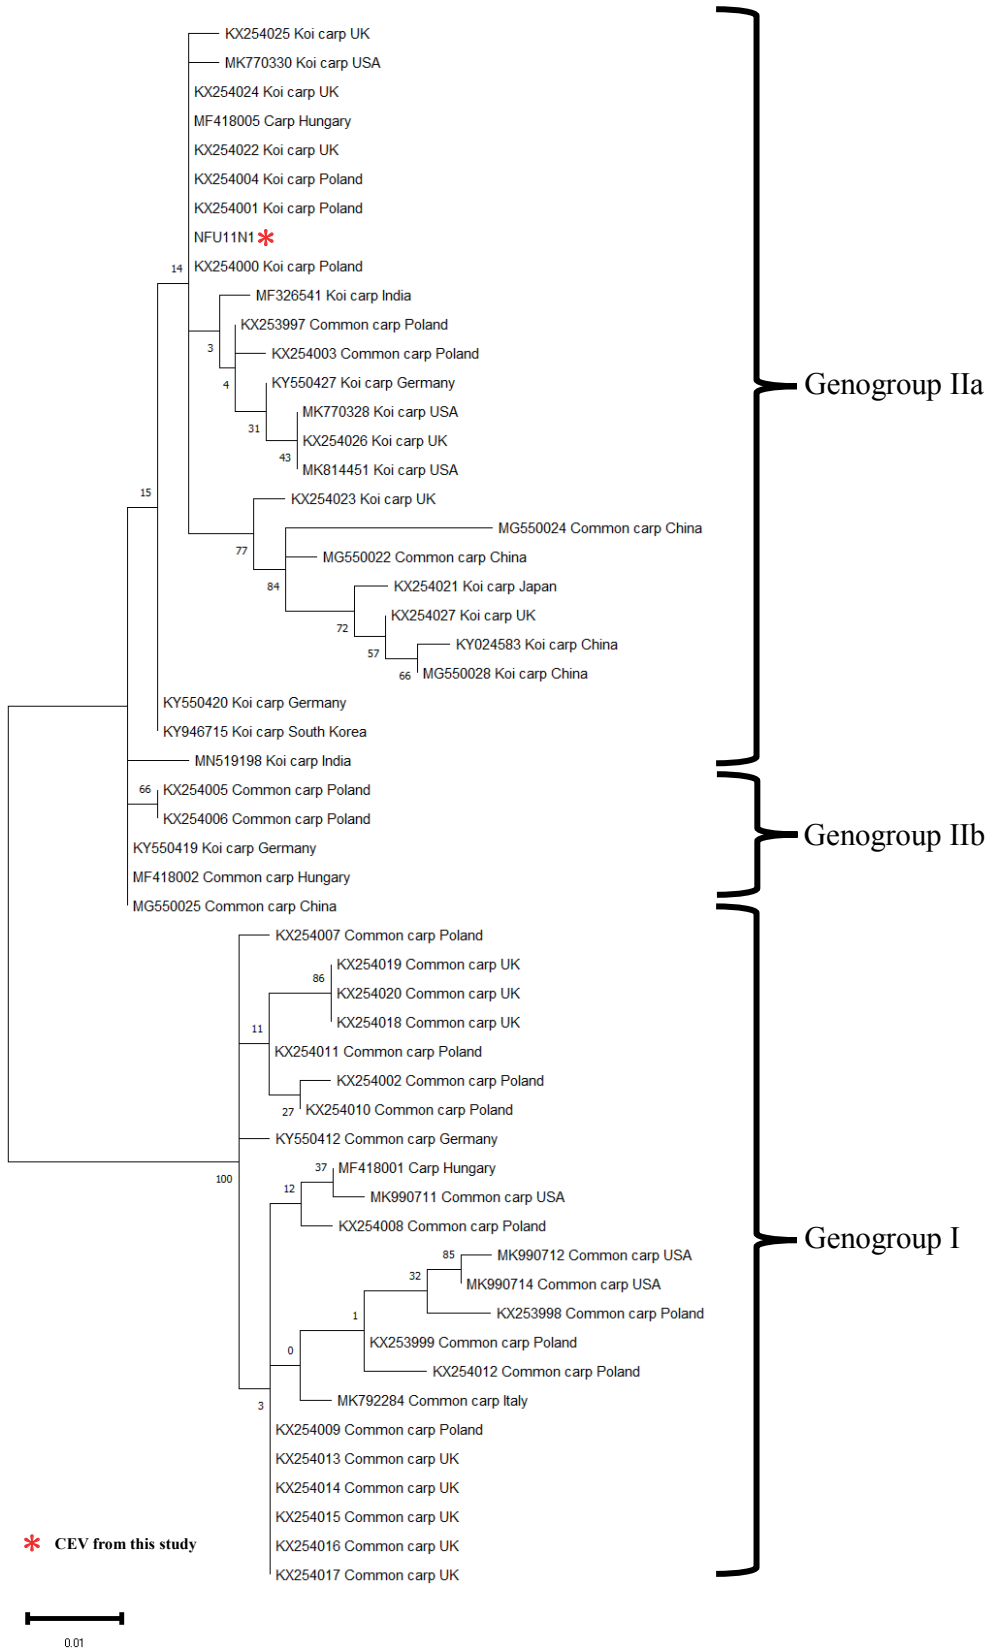 KX254025 Koi carp UK
MK770330 Koi carp USA
KX254024 Koi carp UK
MF418005 Carp Hungary
KX254022 Koi carp UK
KX254004 Koi carp Poland
KX254001 Koi carp Poland
NFU11N1 *
14
KX254000 Koi carp Poland
MF326541 Koi carp India
KX253997 Common carp Poland
3
KX254003 Common carp Poland
4
KY550427 Koi carp Germany
Genogroup IIa
MK770328 Koi carp USA
31
KX254026 Koi carp UK
43
MK814451 Koi carp USA
15
KX254023 Koi carp UK
MG550024 Common carp China
77
MG550022 Common carp China
84
KX254021 Koi carp Japan
KX254027 Koi carp UK
72
KY024583 Koi carp China
57
MG550028 Koi carp China
66
KY550420 Koi carp Germany
KY946715 Koi carp South Korea
MN519198 Koi carp India
66
KX254005 Common carp Poland
KX254006 Common carp Poland
Genogroup IIb
KY550419 Koi carp Germany
MF418002 Common carp Hungary
MG550025 Common carp China
KX254007 Common carp Poland
KX254019 Common carp UK
86
KX254020 Common carp UK
KX254018 Common carp UK
11
KX254011 Common carp Poland
KX254002 Common carp Poland
27
KX254010 Common carp Poland
KY550412 Common carp Germany
37
MF418001 Carp Hungary
100
12
MK990711 Common carp USA
KX254008 Common carp Poland
Genogroup I
85
MK990712 Common carp USA
32
MK990714 Common carp USA
KX253998 Common carp Poland
1
KX253999 Common carp Poland
0
KX254012 Common carp Poland
MK792284 Common carp Italy
3
KX254009 Common carp Poland
KX254013 Common carp UK
KX254014 Common carp UK
KX254015 Common carp UK
KX254016 Common carp UK
* CEV from this study
KX254017 Common carp UK
0.01